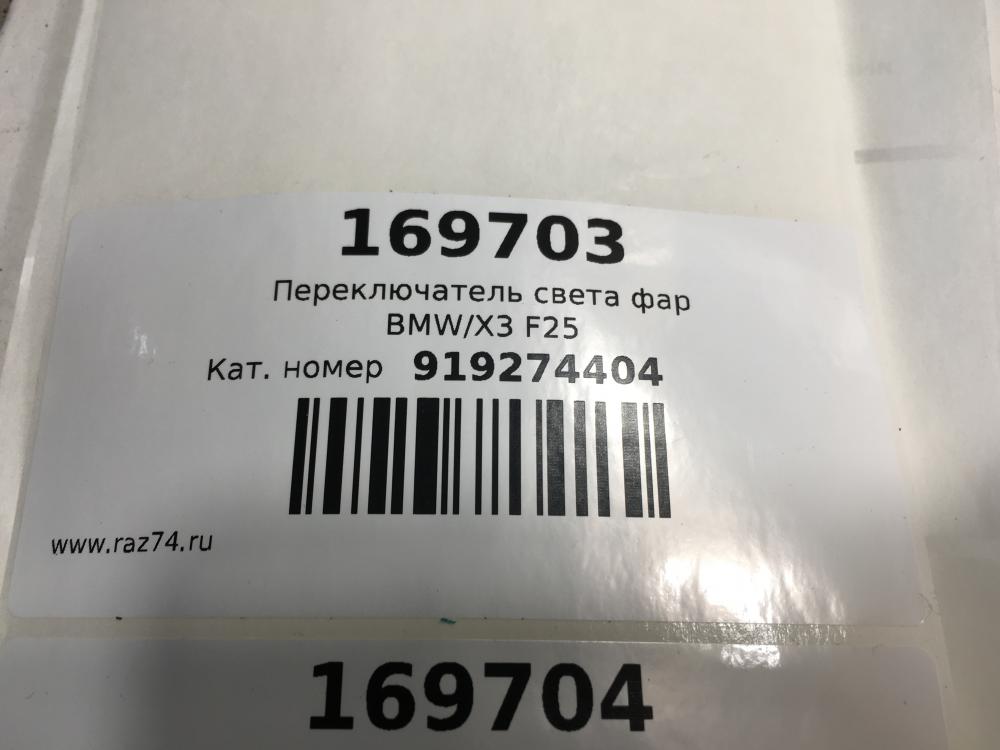 169703
Переключатель света фар
BMW/X3 F25
Кат. номер 919274404
www.raz74.ru
169704